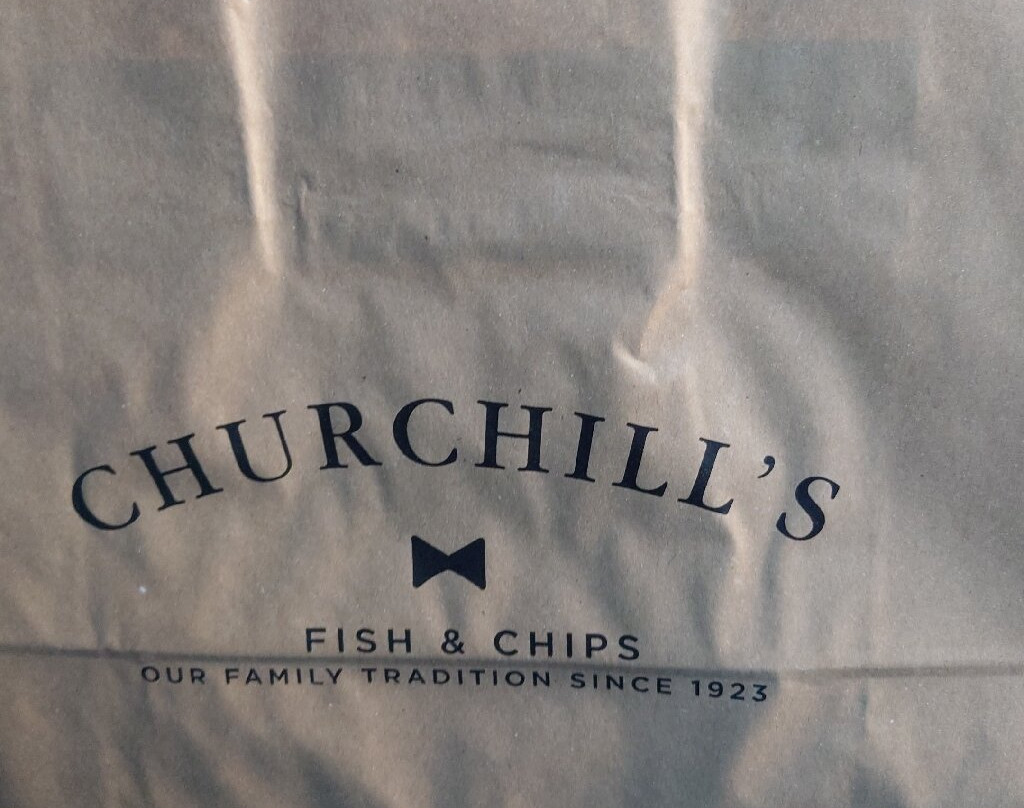 CHURCHILL'S
FISH & CHIPS
OUR FAMILY TRADITION SINCE 1923